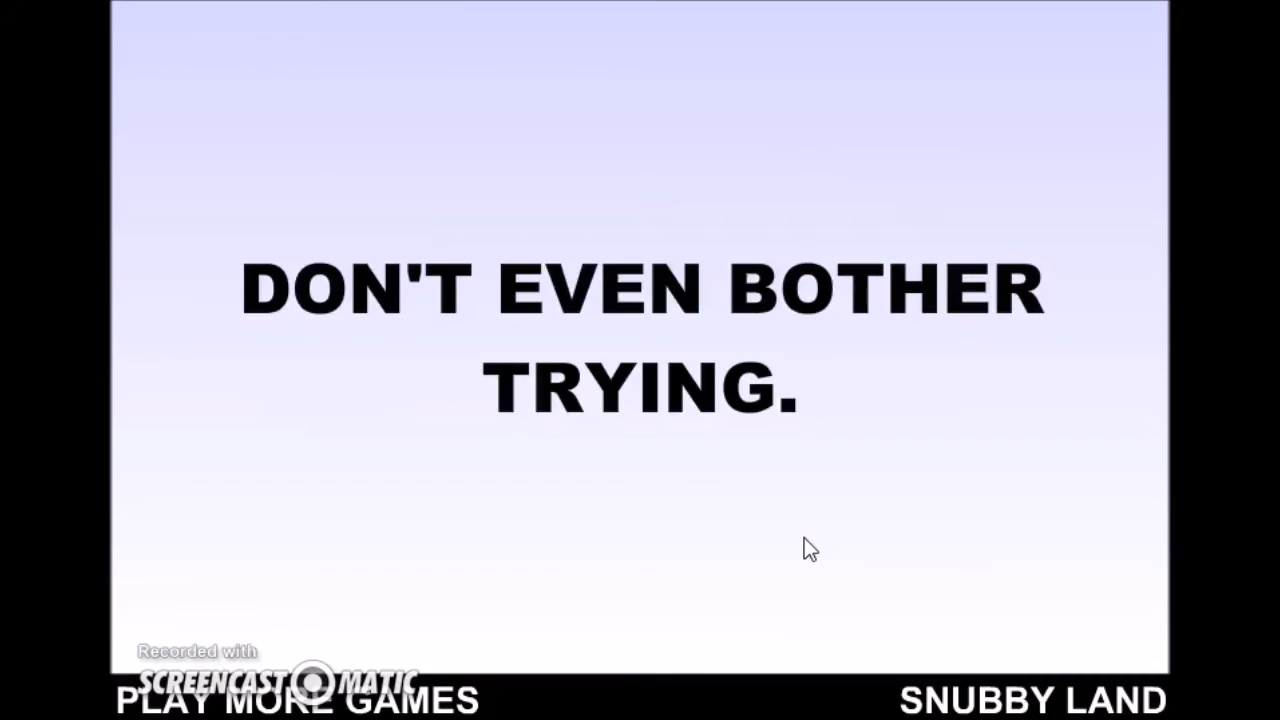 DON'T EVEN BOTHER
TRYING.
Recorded with
SCREENCAST MATIC
PLAY MORE GAMES
SNUBBY LAND